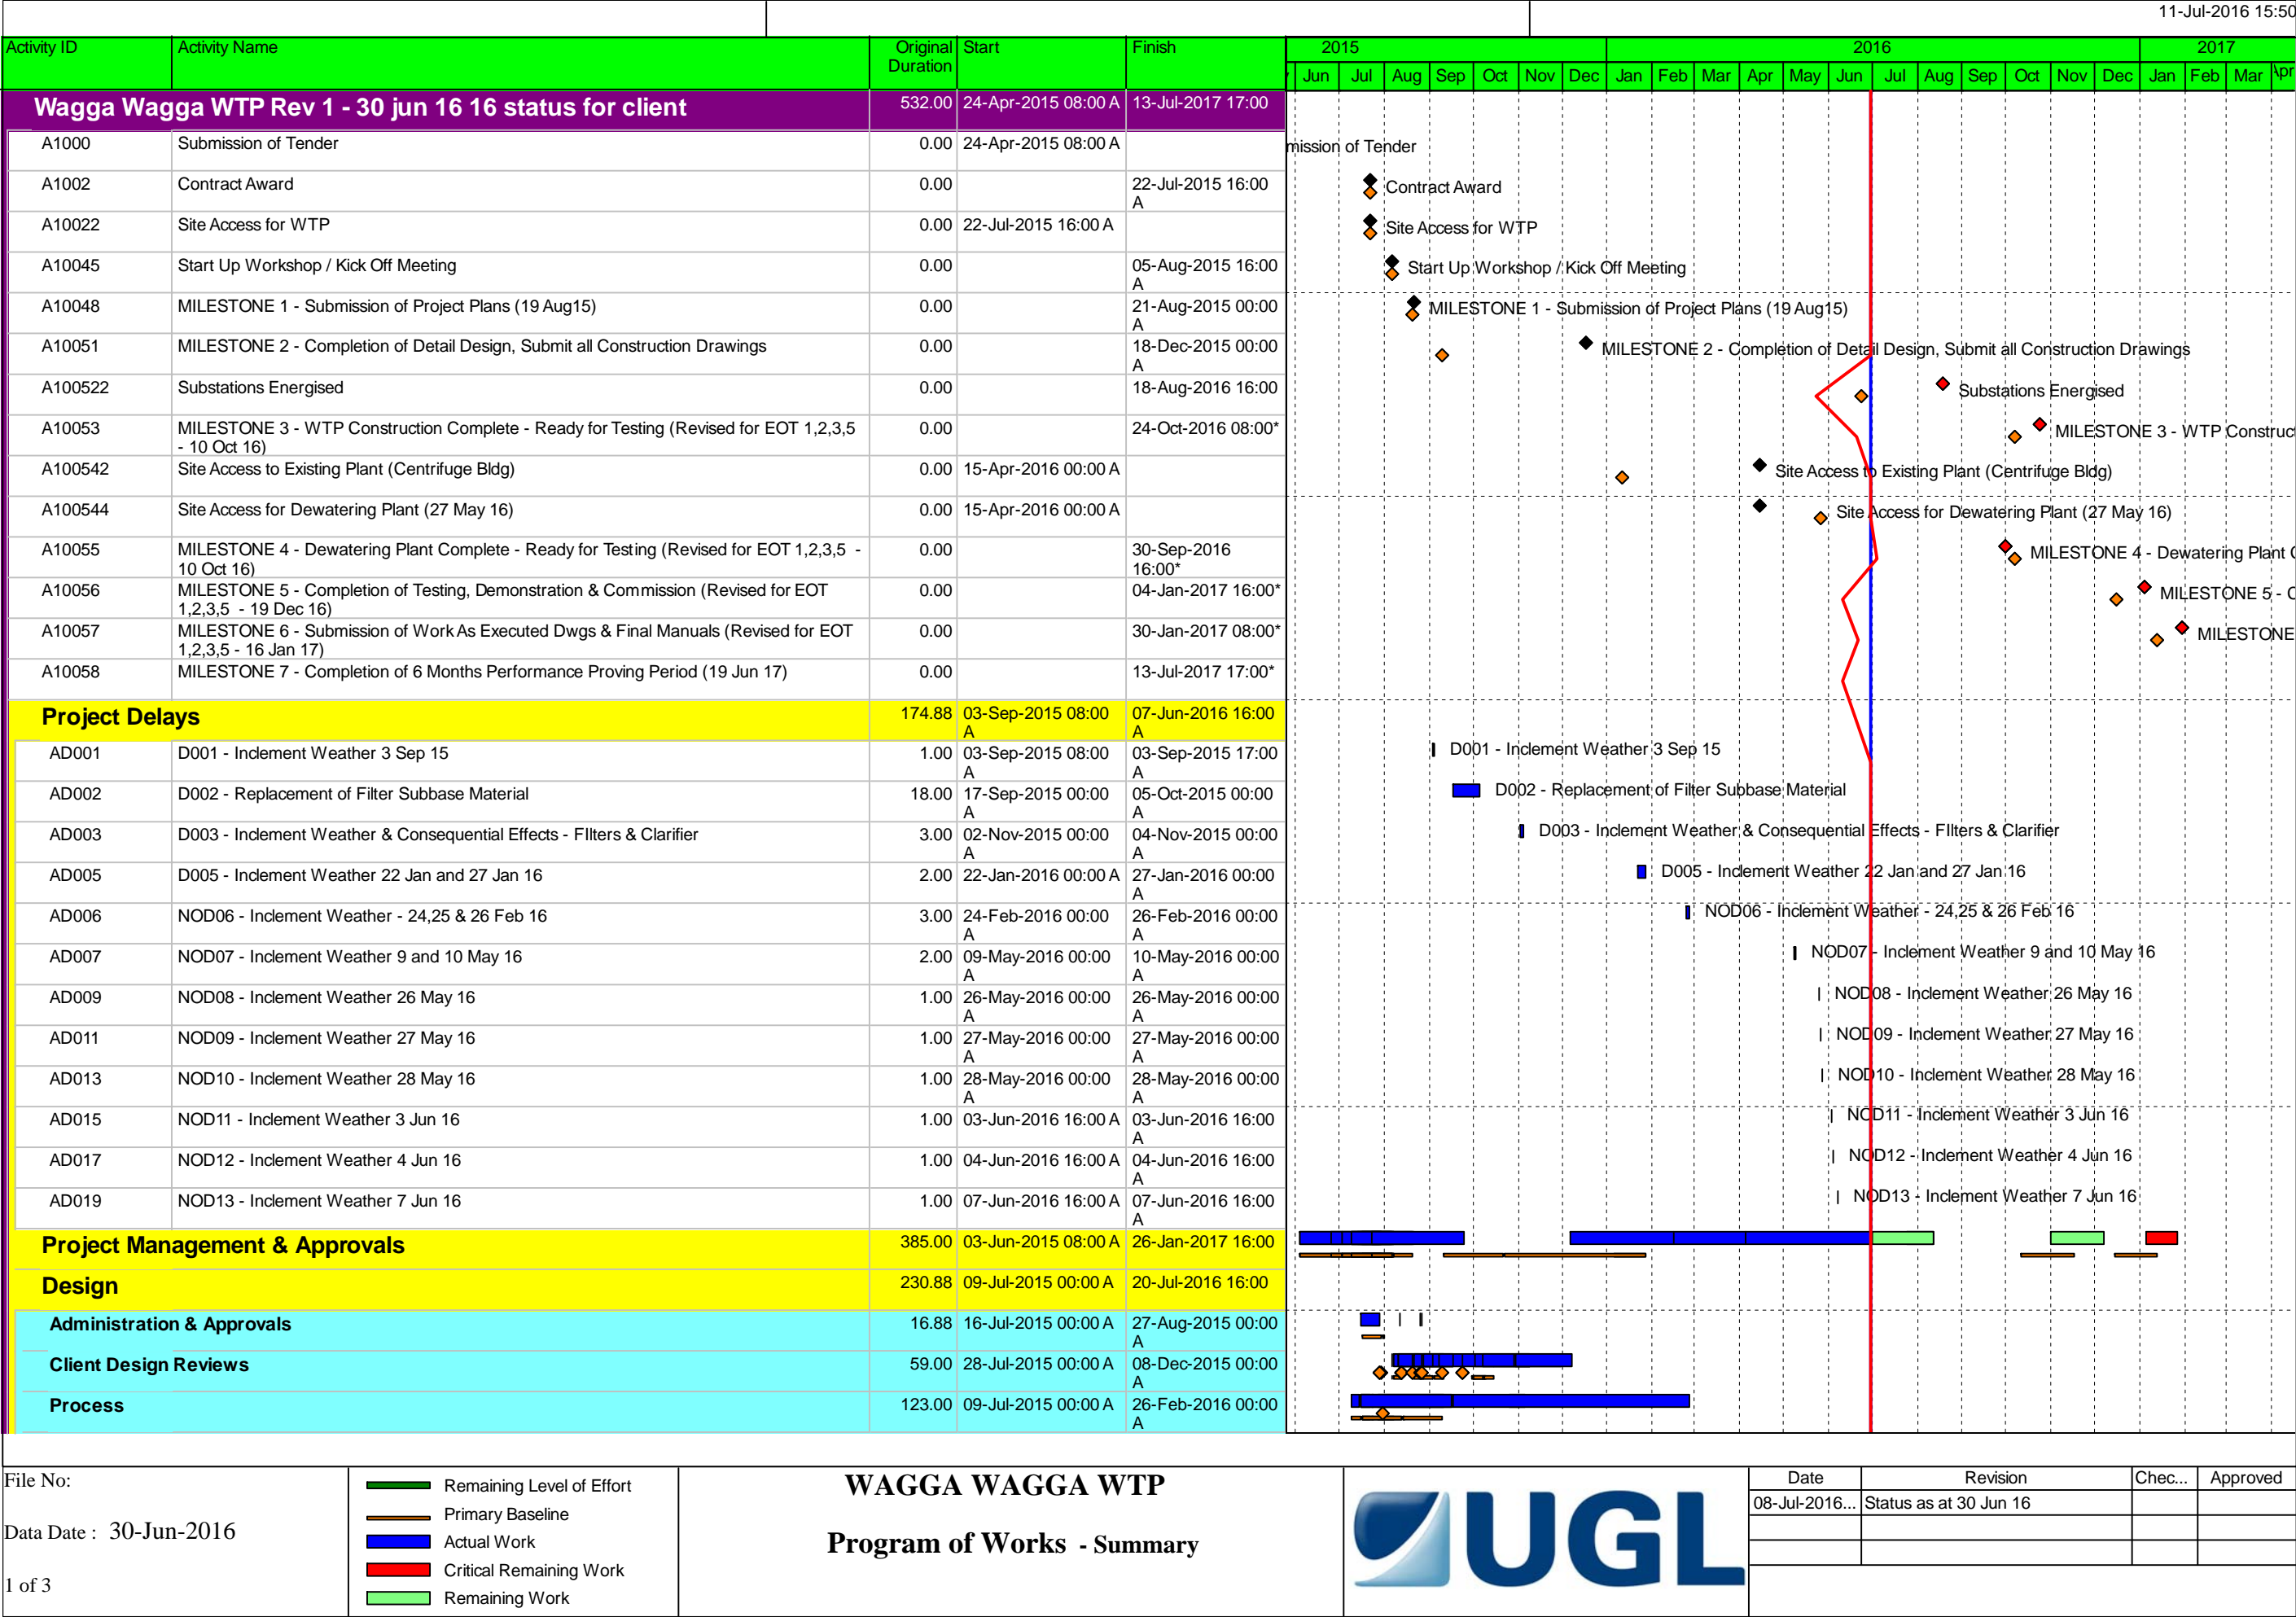 11-Jul-2016 15:50
Activity ID Activity Name Original Start Finish 2015 2016 2017
Duration Jun Jul Aug Sep Oct Nov Dec Jan Feb Mar Apr May Jun Jul Aug Sep Oct Nov Dec Jan Feb Mar Apr
Wagga Wagga WTP Rev 1 - 30 jun 16 16 status for client 532.00 24-Apr-2015 08:00 A 13-Jul-2017 17:00
A1000 Submission of Tender 0.00 24-Apr-2015 08:00 A mission of Tender
A1002 Contract Award 0.00 22-Jul-2015 16:00 Contract Award
A
A10022 Site Access for WTP 0.00 22-Jul-2015 16:00 A Site Access for WTP
A10045 Start Up Workshop / Kick Off Meeting 0.00 05-Aug-2015 16:00 Start Up Workshop / Kick Off Meeting
A
A10048 MILESTONE 1 - Submission of Project Plans (19 Aug15) 0.00 21-Aug-2015 00:00 MILESTONE 1 - Submission of Project Plans (19 Aug15)
A
A10051 MILESTONE 2 - Completion of Detail Design, Submit all Construction Drawings 0.00 18-Dec-2015 00:00 MILESTONE 2 - Completion of Detail Design, Submit all Construction Drawings
A
A100522 Substations Energised 0.00 18-Aug-2016 16:00 Substations Energised
A10053 MILESTONE 3 - WTP Construction Complete - Ready for Testing (Revised for EOT 1,2,3,5 0.00 24-Oct-2016 08:00* MILESTONE 3 - WTP Construc
- 10 Oct 16)
A100542 Site Access to Existing Plant (Centrifuge Bldg) 0.00 15-Apr-2016 00:00 A Site Access to Existing Plant (Centrifuge Bldg)
A100544 Site Access for Dewatering Plant (27 May 16) 0.00 15-Apr-2016 00:00 A Site Access for Dewatering Plant (27 May 16)
A10055 MILESTONE 4 - Dewatering Plant Complete - Ready for Testing (Revised for EOT 1,2,3,5 - 0.00 30-Sep-2016 MILESTONE 4 - Dewatering Plant
10 Oct 16) 16:00*
A10056 MILESTONE 5 - Completion of Testing, Demonstration & Commission (Revised for EOT 0.00 04-Jan-2017 16:00* MILESTONE 5 -
1,2,3,5 - 19 Dec 16)
A10057 MILESTONE 6 - Submission of Work As Executed Dwgs & Final Manuals (Revised for EOT 0.00 30-Jan-2017 08:00* MILESTONE
1,2,3,5 - 16 Jan 17)
A10058 MILESTONE 7 - Completion of 6 Months Performance Proving Period (19 Jun 17) 0.00 13-Jul-2017 17:00*
Project Delays 174.88 03-Sep-2015 08:00 07-Jun-2016 16:00
A A
AD001 D001 - Inclement Weather 3 Sep 15 1.00 03-Sep-2015 08:00 03-Sep-2015 17:00 D001 - Inclement Weather 3 Sep 15
A A
AD002 D002 - Replacement of Filter Subbase Material 18.00 17-Sep-2015 00:00 05-Oct-2015 00:00 D002 - Replacement of Filter Subbase Material
A A
AD003 D003 - Inclement Weather & Consequential Effects - FIlters & Clarifier 3.00 02-Nov-2015 00:00 04-Nov-2015 00:00 D003 - Inclement Weather & Consequential Effects - FIlters & Clarifier
A A
AD005 D005 - Inclement Weather 22 Jan and 27 Jan 16 2.00 22-Jan-2016 00:00 A 27-Jan-2016 00:00 D005 - Inclement Weather 22 Jan and 27 Jan 16
A
AD006 NOD06 - Inclement Weather - 24,25 & 26 Feb 16 3.00 24-Feb-2016 00:00 26-Feb-2016 00:00 NOD06 - Inclement Weather - 24,25 & 26 Feb 16
A A
AD007 NOD07 - Inclement Weather 9 and 10 May 16 2.00 09-May-2016 00:00 10-May-2016 00:00 NOD07 - Inclement Weather 9 and 10 May 16
A A
AD009 NOD08 - Inclement Weather 26 May 16 1.00 26-May-2016 00:00 26-May-2016 00:00 NOD08 - Inclement Weather 26 May 16
A A
AD011 NOD09 - Inclement Weather 27 May 16 1.00 27-May-2016 00:00 27-May-2016 00:00 NOD09 - Inclement Weather 27 May 16
A A
AD013 NOD10 - Inclement Weather 28 May 16 1.00 28-May-2016 00:00 28-May-2016 00:00 NOD10 - Inclement Weather 28 May 16
A A
AD015 NOD11 - Inclement Weather 3 Jun 16 1.00 03-Jun-2016 16:00 A 03-Jun-2016 16:00 NOD11 - Inclement Weather 3 Jun 16
A
AD017 NOD12 - Inclement Weather 4 Jun 16 1.00 04-Jun-2016 16:00 A 04-Jun-2016 16:00 NOD12 - Inclement Weather 4 Jun 16
A
AD019 NOD13 - Inclement Weather 7 Jun 16 1.00 07-Jun-2016 16:00 A 07-Jun-2016 16:00 NOD13 - Inclement Weather 7 Jun 16
A
Project Management & Approvals 385.00 03-Jun-2015 08:00 A 26-Jan-2017 16:00
Design 230.88 09-Jul-2015 00:00 A 20-Jul-2016 16:00
Administration & Approvals 16.88 16-Jul-2015 00:00 A 27-Aug-2015 00:00
A
Client Design Reviews 59.00 28-Jul-2015 00:00 A 08-Dec-2015 00:00
A
Process 123.00 09-Jul-2015 00:00 A 26-Feb-2016 00:00
A
File No:
Data Date : 30-Jun-2016
1 of 3
Remaining Level of Effort
Primary Baseline
Actual Work
Critical Remaining Work
Remaining Work
WAGGA WAGGA WTP
Program of Works - Summary
UGL
Date Revision Chec... Approved
08-Jul-2016... Status as at 30 Jun 16